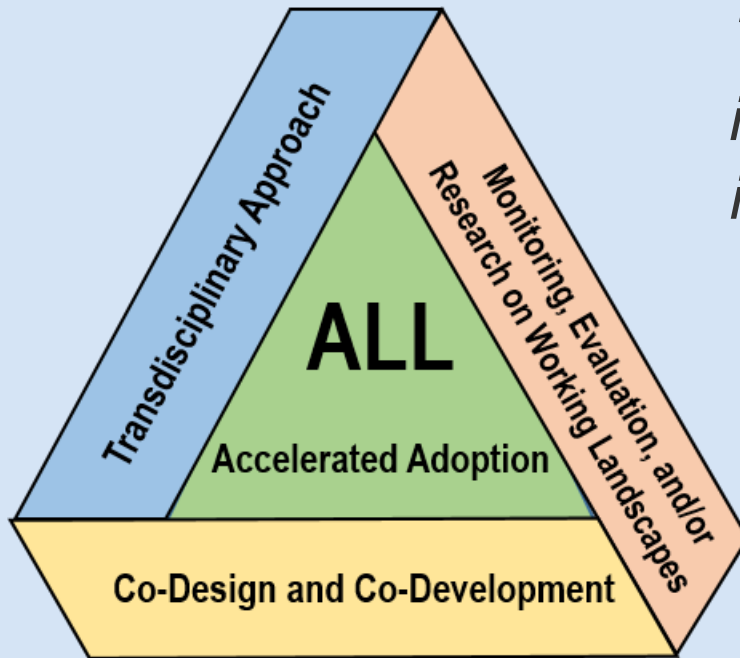 Transdisciplinary Approach
Monitoring, Evaluation, and/or
Research on Working Landscapes
ALL
Accelerated Adoption
Co-Design and Co-Development